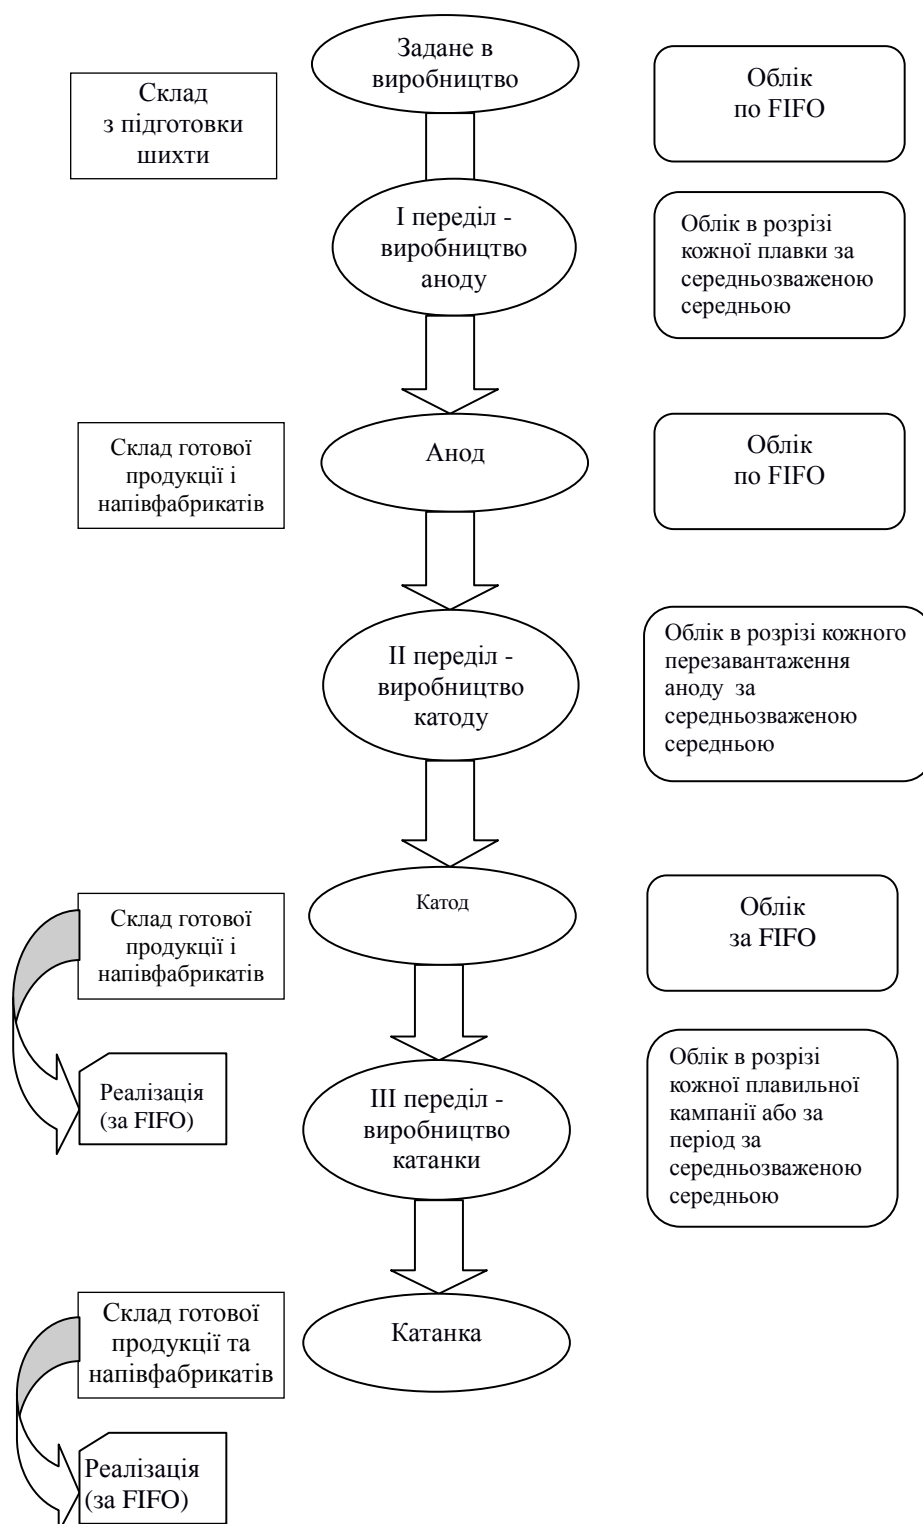 Задане в
виробництво
Склад
з підготовки
шихти
Облік
по FIFO
І переділ -
виробництво
аноду
Облік в розрізі
кожної плавки за
середньозваженою
середньою
Склад готової
продукції і
напівфабрикатів
Анод
Облік
по FIFO
ІІ переділ -
виробництво
катоду
Облік в розрізі кожного
перезавантаження
аноду за
середньозваженою
середньою
Склад готової
продукції і
напівфабрикатів
Катод
Облік
за FIFO
Реалізація
(за FIFO)
ІІІ переділ -
виробництво
катанки
Облік в розрізі
кожної плавильної
кампанії або за
період за
середньозваженою
середньою
Склад готової
продукції та
напівфабрикатів
Катанка
Реалізація
(за FIFO)